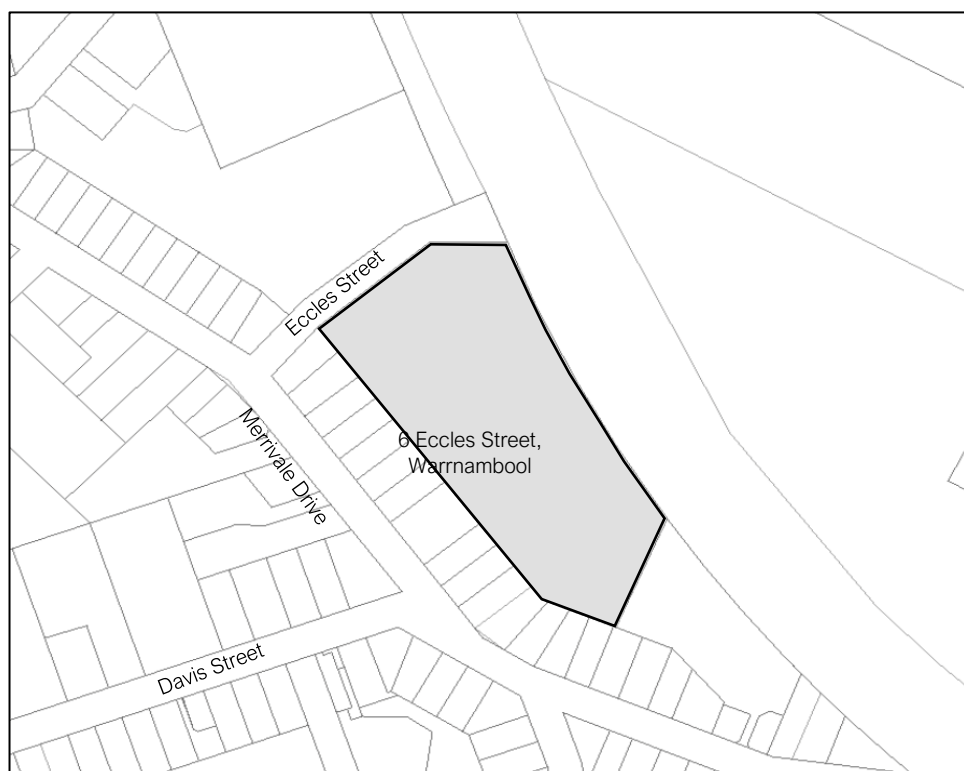 Eccles Street
6 Eccles Street,
Warrnambool
Merrivale Drive
Davis Street